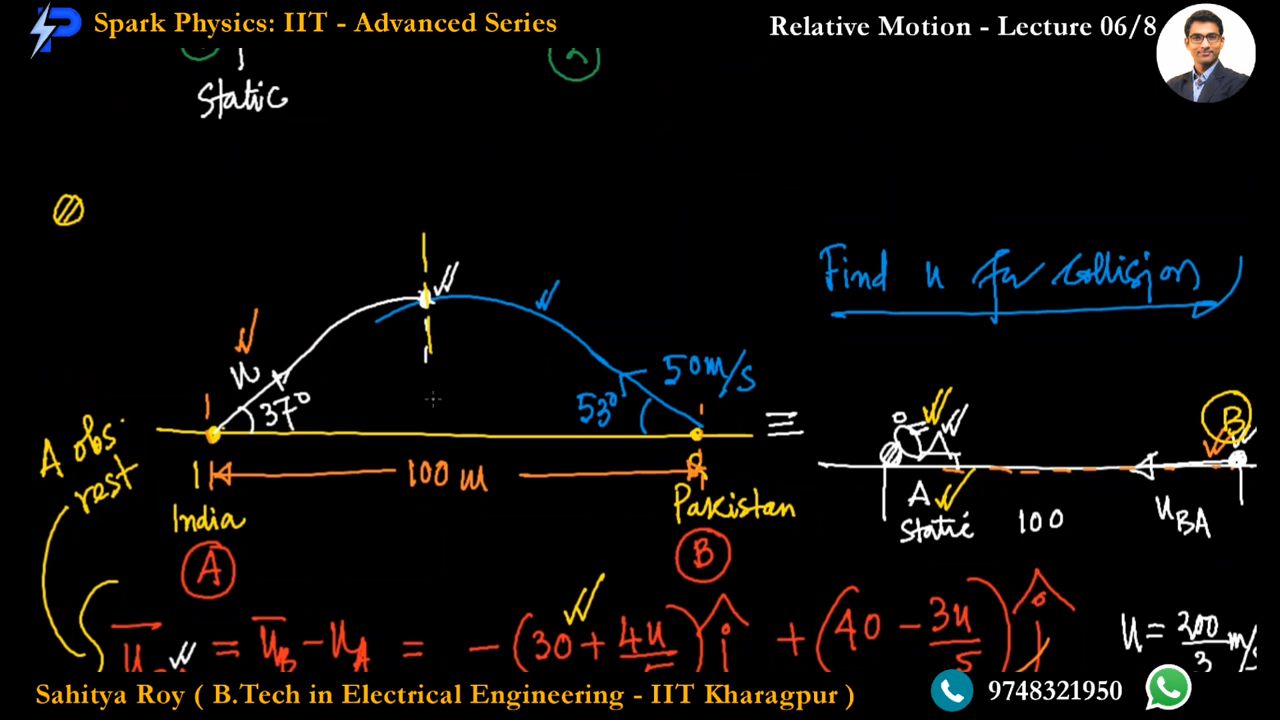 Spark Physics: IIT - Advanced Series
Relative Motion - Lecture 06/8
Static
Find u for Collision
u
37°
53°
50 m/s
≡
A obs.
rest
100 m
India
Pakistan
A
B
B
A
Static
100
u_BA
= u_B - u_A = -(30 + 4u/5) î + (40 - 3u/5) ĵ
u = 200/3 m/s
Sahitya Roy ( B.Tech in Electrical Engineering - IIT Kharagpur )
9748321950